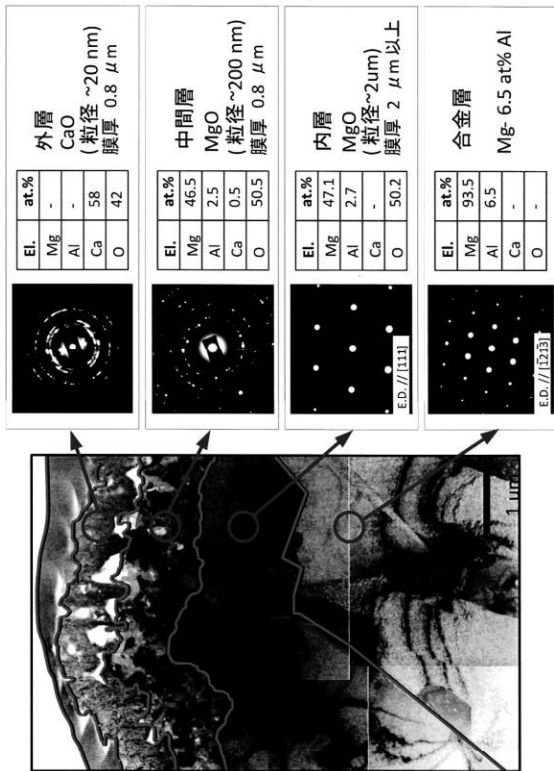 外層
CaO
(粒径 ~20 nm)
膜厚 0.8 μm
El. at.%
Mg -
Al -
Ca 58
O 42
中間層
MgO
(粒径~200 nm)
膜厚 0.8 μm
El. at.%
Mg 46.5
Al 2.5
Ca 0.5
O 50.5
内層
MgO
(粒径~2um)
膜厚 2 μm 以上
El. at.%
Mg 47.1
Al 2.7
Ca -
O 50.2
E.D. // [111]
合金層
Mg- 6.5 at% Al
El. at.%
Mg 93.5
Al 6.5
Ca -
O -
E.D. // [1̄21̄3]
1 μm